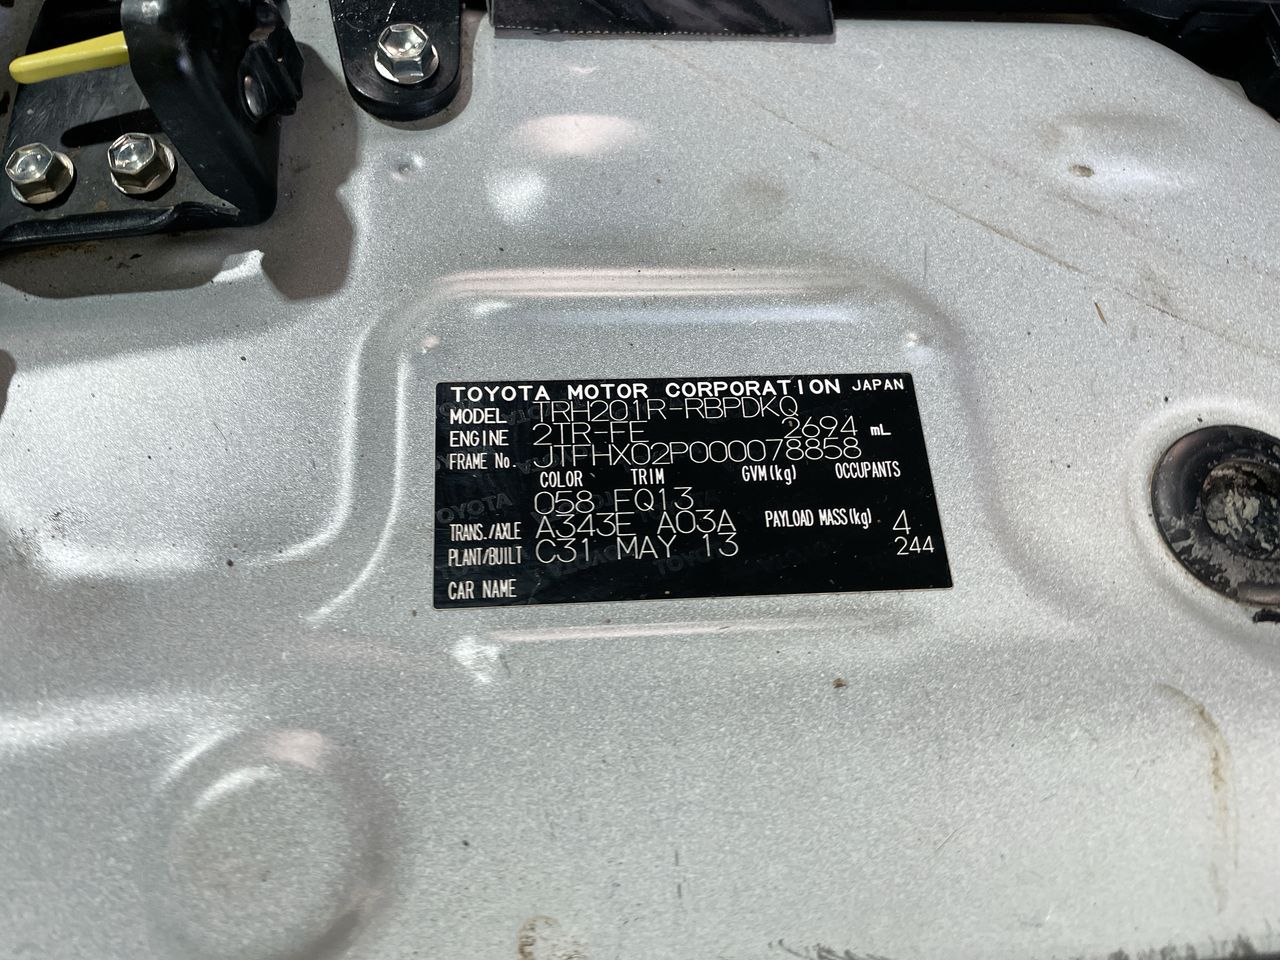 TOYOTA MOTOR CORPORATION JAPAN
MODEL TRH201R-RBPDKQ
ENGINE 2TR-FE 2694 mL
FRAME No. JTFHX02P000078858
COLOR TRIM GVM(kg) OCCUPANTS
058 FQ13
TRANS./AXLE A343E A03A PAYLOAD MASS(kg) 4
PLANT/BUILT C31 MAY 13 244
CAR NAME